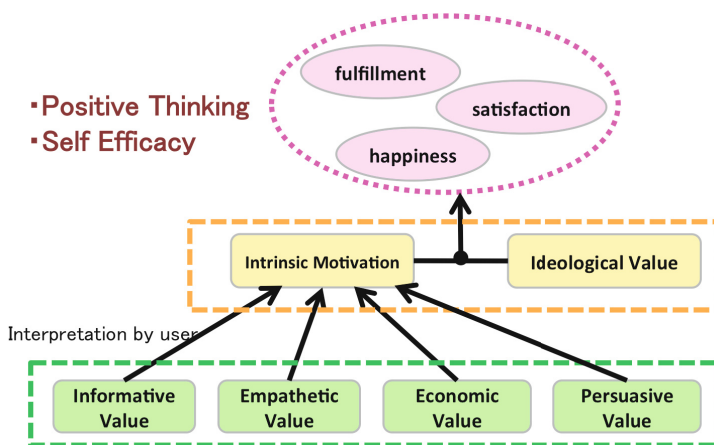 fulfillment
・Positive Thinking
satisfaction
・Self Efficacy
happiness
Intrinsic Motivation
Ideological Value
Interpretation by user
Informative
Value
Empathetic
Value
Economic
Value
Persuasive
Value